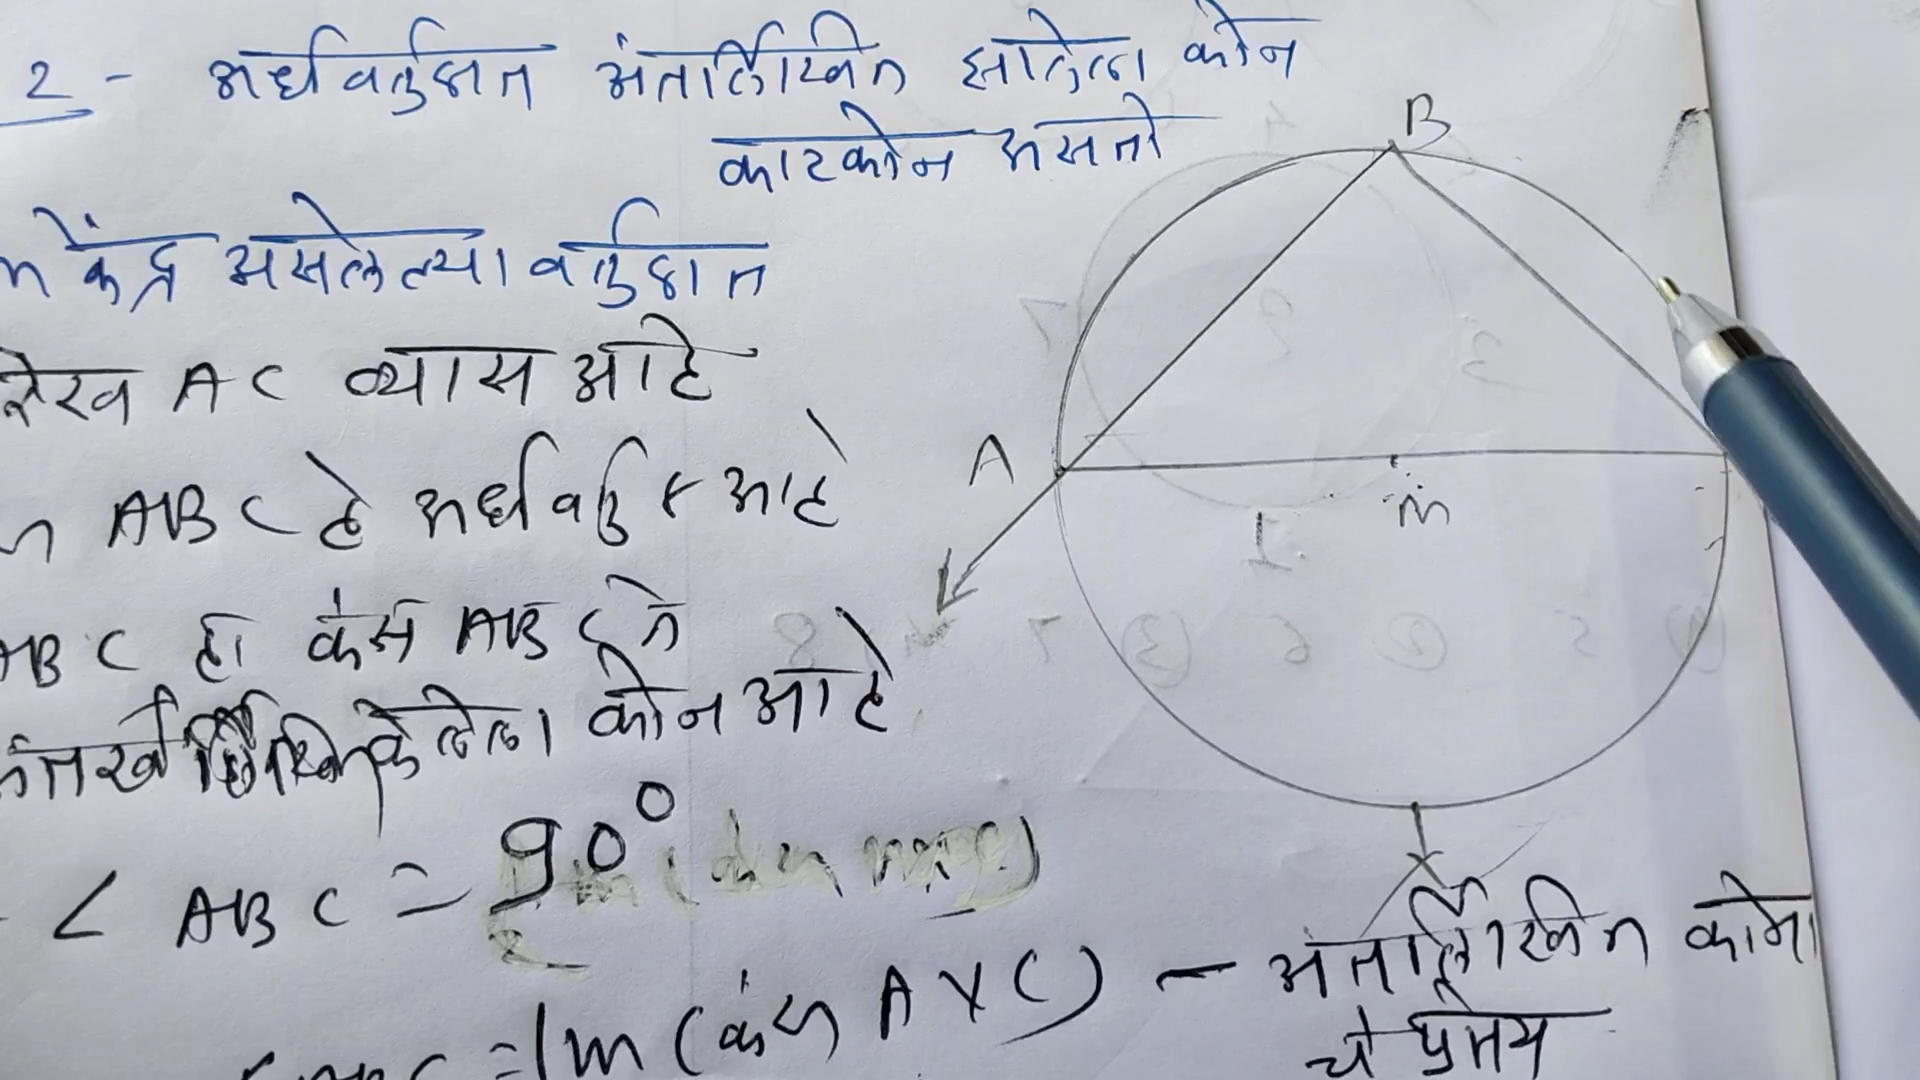 2 - अर्धवर्तुळात अंतर्लिखित झालेला कोन
काटकोन असतो
केंद्र असलेल्या वर्तुळात
रेख AC व्यास आहे
ABC हे अर्धवर्तुळ आहे
ABC हा कंस ABC त
केलेला कोन आहे
∠ ABC = 90°
m (कंस AXC) - अंतर्लिखित कोना
चे प्रमेय
B
A
m